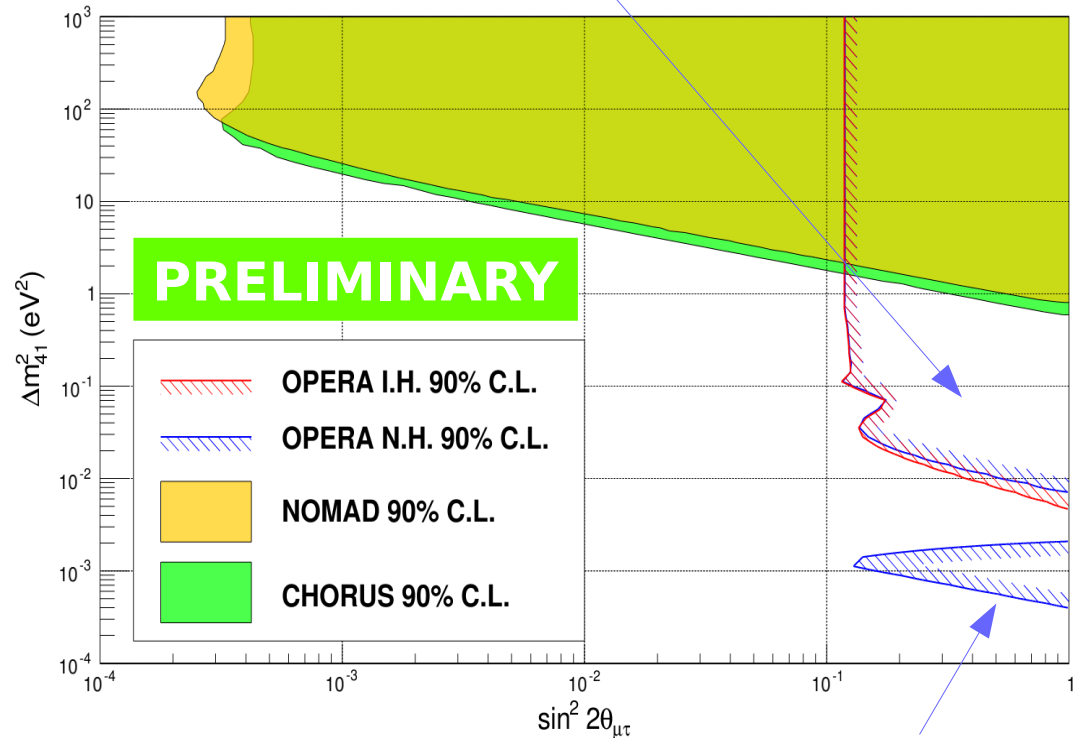 10³
10²
10
1
10⁻¹
10⁻²
10⁻³
10⁻⁴
Δm²₄₁ (eV²)
PRELIMINARY
OPERA I.H. 90% C.L.
OPERA N.H. 90% C.L.
NOMAD 90% C.L.
CHORUS 90% C.L.
10⁻⁴ 10⁻³ 10⁻² 10⁻¹ 1
sin² 2θμτ